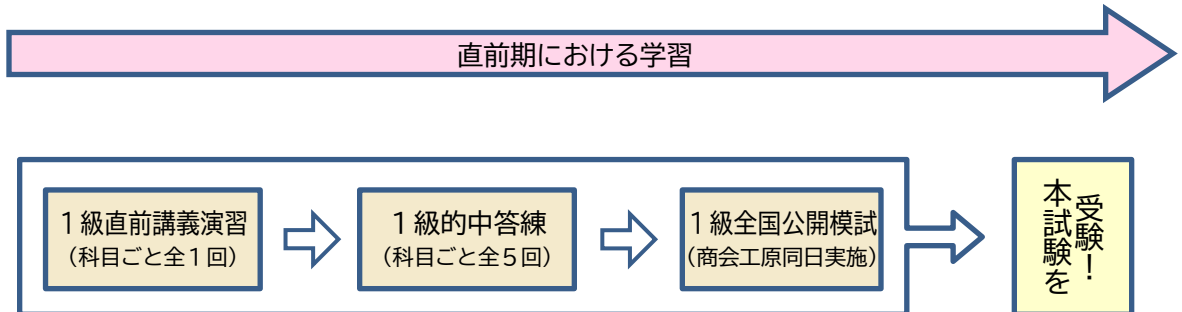 直前期における学習
１級直前講義演習
（科目ごと全１回）
１級的中答練
（科目ごと全５回）
１級全国公開模試
（商会工原同日実施）
本試験を
受験！